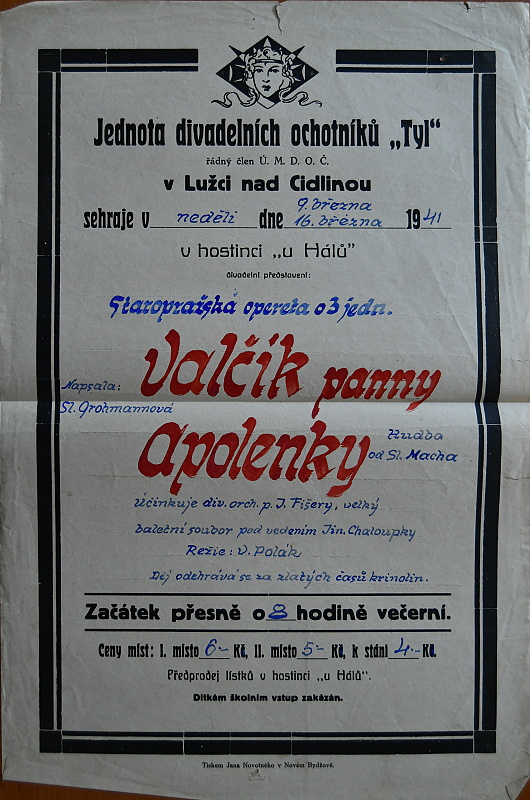 Jednota divadelních ochotníků „Tyl“
řádný člen Ú. M. D. O. Č.
v Lužci nad Cidlinou
9. března
sehraje v neděli dne 16. března 1941
v hostinci „u Hálů“
divadelní představení:
Staropražská opereta o 3 jedn.
Valčík panny
Napsala:
Sl. Grohmannová
Apolenky
Hudba
od Sl. Macha
Účinkuje div. orch. p. J. Fišery, velký
baletní soubor pod vedením Jin. Chaloupky
Režie: V. Polák
Děj odehrává se za zlatých časů krinolin.
Začátek přesně o 8 hodině večerní.
Ceny míst: I. místo 6·- Kč, II. místo 5·- Kč, k stání 4·- Kč.
Předprodej lístků v hostinci „u Hálů“.
Dítkám školním vstup zakázán.
Tiskem Jana Novotného v Novém Bydžově.